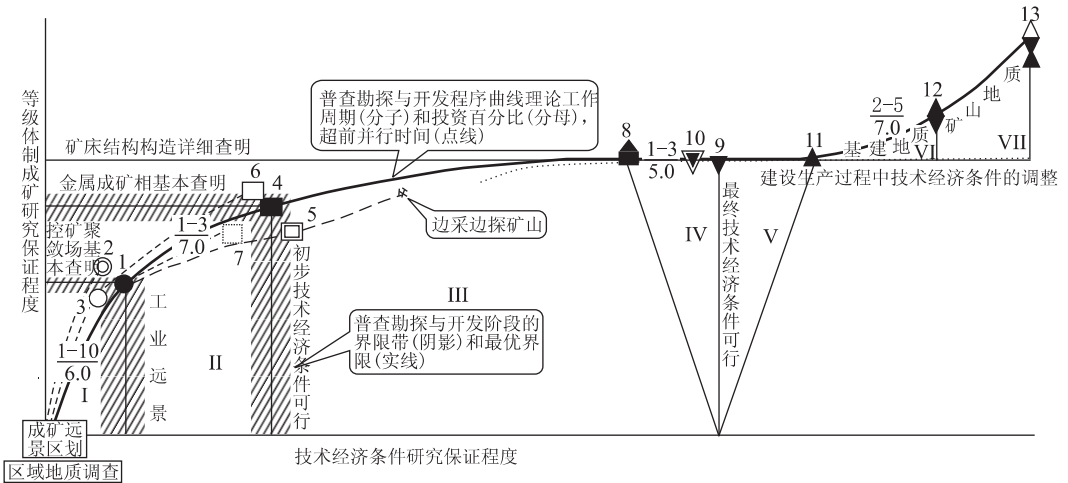 等级体制成矿研究保证程度
矿床结构构造详细查明
金属成矿相基本查明
控矿聚
敛场基
本查明
普查勘探与开发程序曲线理论工作
周期(分子)和投资百分比(分母),
超前并行时间(点线)
边采边探矿山
普查勘探与开发阶段的
界限带(阴影)和最优界
限(实线)
工业远景
初步技术经济条件可行
最终技术经济条件可行
基建地质
矿山地质
建设生产过程中技术经济条件的调整
1
2
3
4
5
6
7
8
9
10
11
12
13
1-10
6.0
1-3
7.0
1-3
5.0
2-5
7.0
I
II
III
IV
V
VI
VII
成矿远
景区划
区域地质调查
技术经济条件研究保证程度